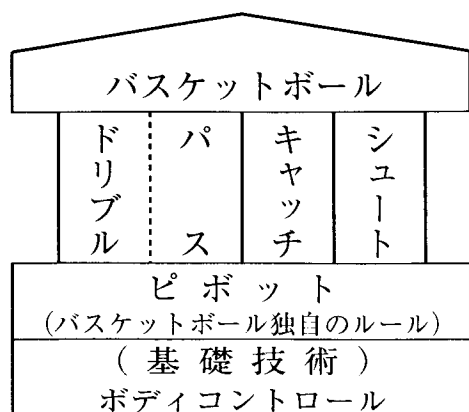 バスケットボール
ドリブル
パス
キャッチ
シュート
ピボット
(バスケットボール独自のルール)
(基礎技術)
ボディコントロール